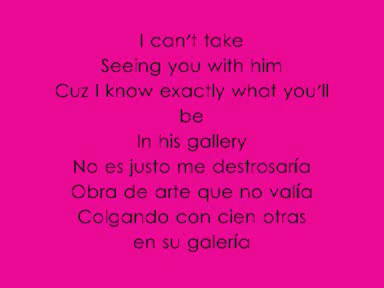 I can't take
Seeing you with him
Cuz I know exactly what you'll
be
In his gallery
No es justo me destrosaría
Obra de arte que no valía
Colgando con cien otras
en su galería